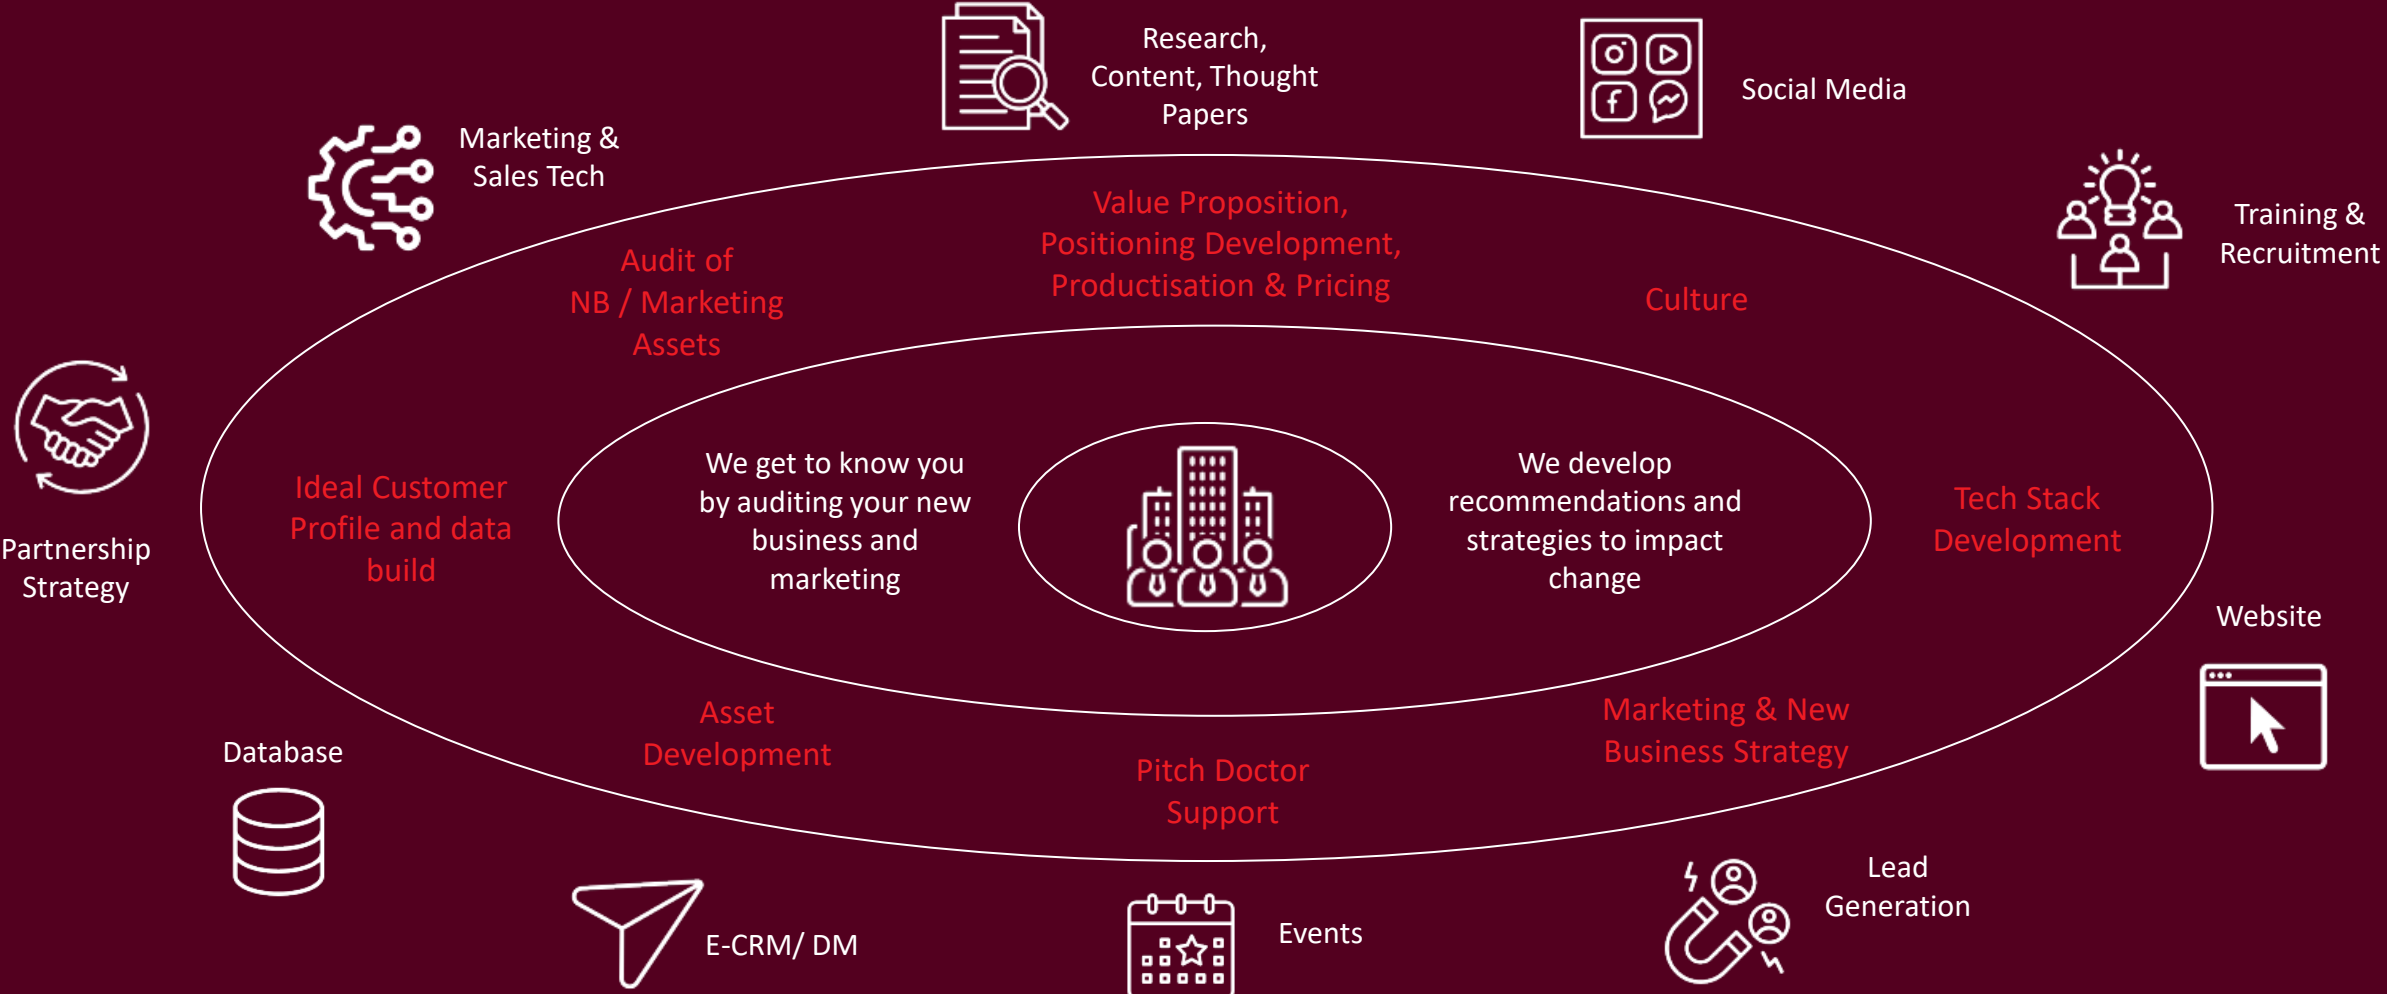 Research,
Content, Thought
Papers
Social Media
Marketing &
Sales Tech
Training &
Recruitment
Value Proposition,
Positioning Development,
Productisation & Pricing
Audit of
NB / Marketing
Assets
Culture
Partnership
Strategy
Ideal Customer
Profile and data
build
We get to know you
by auditing your new
business and
marketing
We develop
recommendations and
strategies to impact
change
Tech Stack
Development
Website
Asset
Development
Pitch Doctor
Support
Marketing & New
Business Strategy
Database
E-CRM/ DM
Events
Lead
Generation